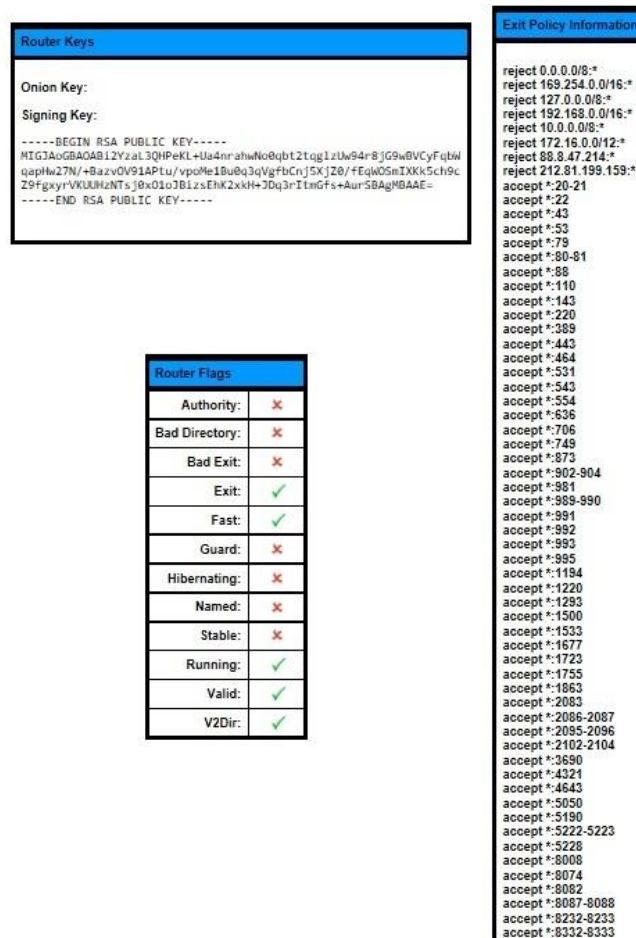 Router Keys
Onion Key:
Signing Key:
-----BEGIN RSA PUBLIC KEY-----
MIGJAoGBAOABi2YzaL3QHPeKL+Ua4nrahwNo0qbt2tqglzUw94r8jG9wBVCyFqbW
qapHw27N/+BazvOV91APtu/vpoMe1Bu0q3qVgfbCnj5XjZ0/fEqWOSmIXKk5ch9c
Z9fgxyrVKUUHzNTsj0xO1oJBizsEhK2xkH+JDq3rItmGfs+AurSBAgMBAAE=
-----END RSA PUBLIC KEY-----
Router Flags
Authority: ✗
Bad Directory: ✗
Bad Exit: ✗
Exit: ✓
Fast: ✓
Guard: ✗
Hibernating: ✗
Named: ✗
Stable: ✗
Running: ✓
Valid: ✓
V2Dir: ✓
Exit Policy Information
reject 0.0.0.0/8:*
reject 169.254.0.0/16:*
reject 127.0.0.0/8:*
reject 192.168.0.0/16:*
reject 10.0.0.0/8:*
reject 172.16.0.0/12:*
reject 88.8.47.214:*
reject 212.81.199.159:*
accept *:20-21
accept *:22
accept *:43
accept *:53
accept *:79
accept *:80-81
accept *:88
accept *:110
accept *:143
accept *:220
accept *:389
accept *:443
accept *:464
accept *:531
accept *:543
accept *:554
accept *:636
accept *:706
accept *:749
accept *:873
accept *:902-904
accept *:981
accept *:989-990
accept *:991
accept *:992
accept *:993
accept *:995
accept *:1194
accept *:1220
accept *:1293
accept *:1500
accept *:1533
accept *:1677
accept *:1723
accept *:1755
accept *:1863
accept *:2083
accept *:2086-2087
accept *:2095-2096
accept *:2102-2104
accept *:3690
accept *:4321
accept *:4643
accept *:5050
accept *:5190
accept *:5222-5223
accept *:5228
accept *:8008
accept *:8074
accept *:8082
accept *:8087-8088
accept *:8232-8233
accept *:8332-8333